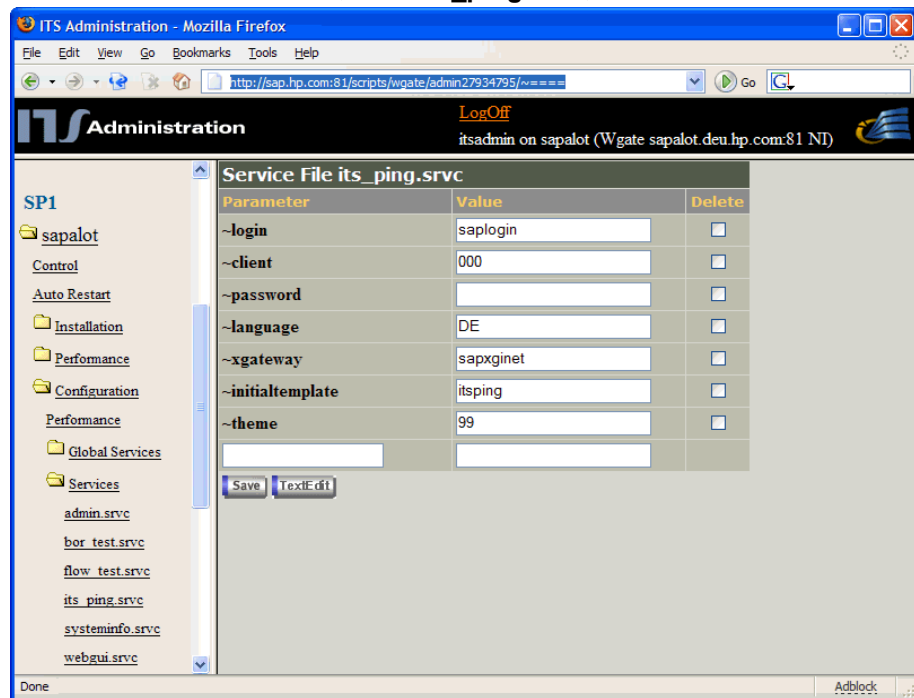 ITS Administration - Mozilla Firefox
File Edit View Go Bookmarks Tools Help
http://sap.hp.com:81/scripts/wgate/admin27934795/~==== Go G
ITS Administration
LogOff
itsadmin on sapalot (Wgate sapalot.deu.hp.com:81 NI)
SP1
sapalot
Control
Auto Restart
Installation
Performance
Configuration
Performance
Global Services
Services
admin.srvc
bor_test.srvc
flow_test.srvc
its_ping.srvc
systeminfo.srvc
webgui.srvc
Service File its_ping.srvc
Parameter Value Delete
~login saplogin
~client 000
~password
~language DE
~xgateway sapxginet
~initialtemplate itsping
~theme 99
Save TextEdit
Done Adblock